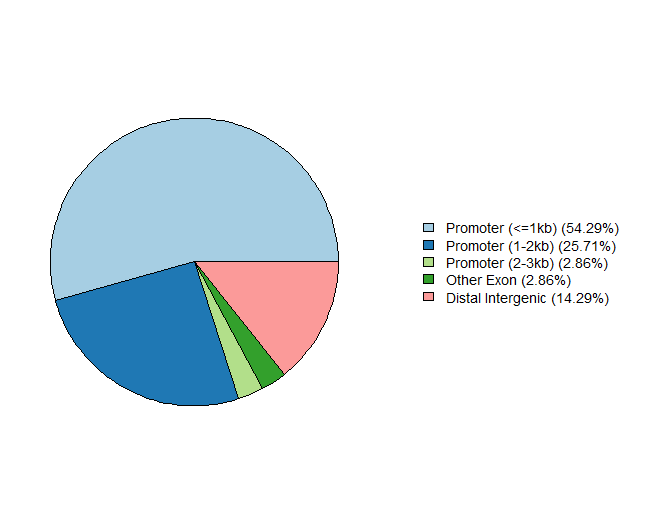 Promoter (<=1kb) (54.29%)
Promoter (1-2kb) (25.71%)
Promoter (2-3kb) (2.86%)
Other Exon (2.86%)
Distal Intergenic (14.29%)